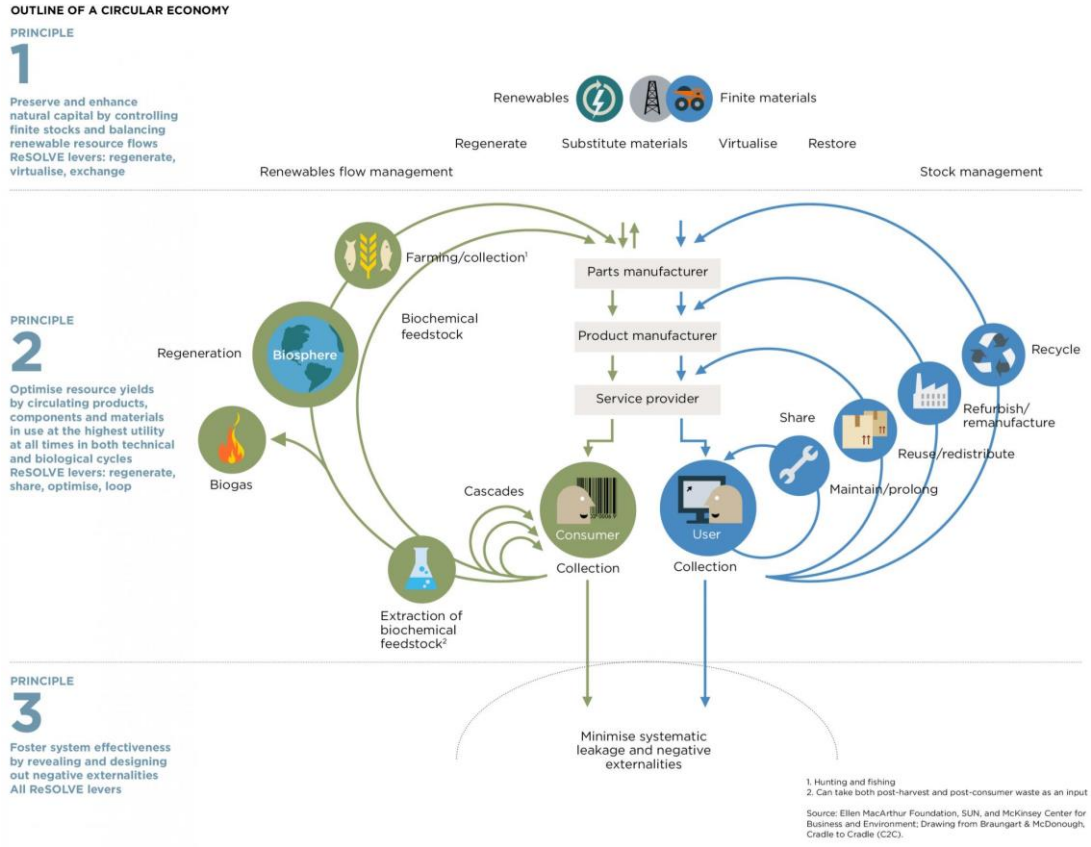 OUTLINE OF A CIRCULAR ECONOMY
PRINCIPLE
1
Preserve and enhance
natural capital by controlling
finite stocks and balancing
renewable resource flows
ReSOLVE levers: regenerate,
virtualise, exchange
Renewables
Finite materials
Regenerate
Substitute materials
Virtualise
Restore
Renewables flow management
Stock management
PRINCIPLE
2
Optimise resource yields
by circulating products,
components and materials
in use at the highest utility
at all times in both technical
and biological cycles
ReSOLVE levers: regenerate,
share, optimise, loop
Farming/collection¹
Biochemical
feedstock
Regeneration
Biosphere
Biogas
Cascades
Extraction of
biochemical
feedstock²
Parts manufacturer
Product manufacturer
Service provider
Consumer
Collection
User
Collection
Share
Maintain/prolong
Reuse/redistribute
Refurbish/
remanufacture
Recycle
PRINCIPLE
3
Foster system effectiveness
by revealing and designing
out negative externalities
All ReSOLVE levers
Minimise systematic
leakage and negative
externalities
1. Hunting and fishing
2. Can take both post-harvest and post-consumer waste as an input
Source: Ellen MacArthur Foundation, SUN, and McKinsey Center for
Business and Environment; Drawing from Braungart & McDonough,
Cradle to Cradle (C2C).